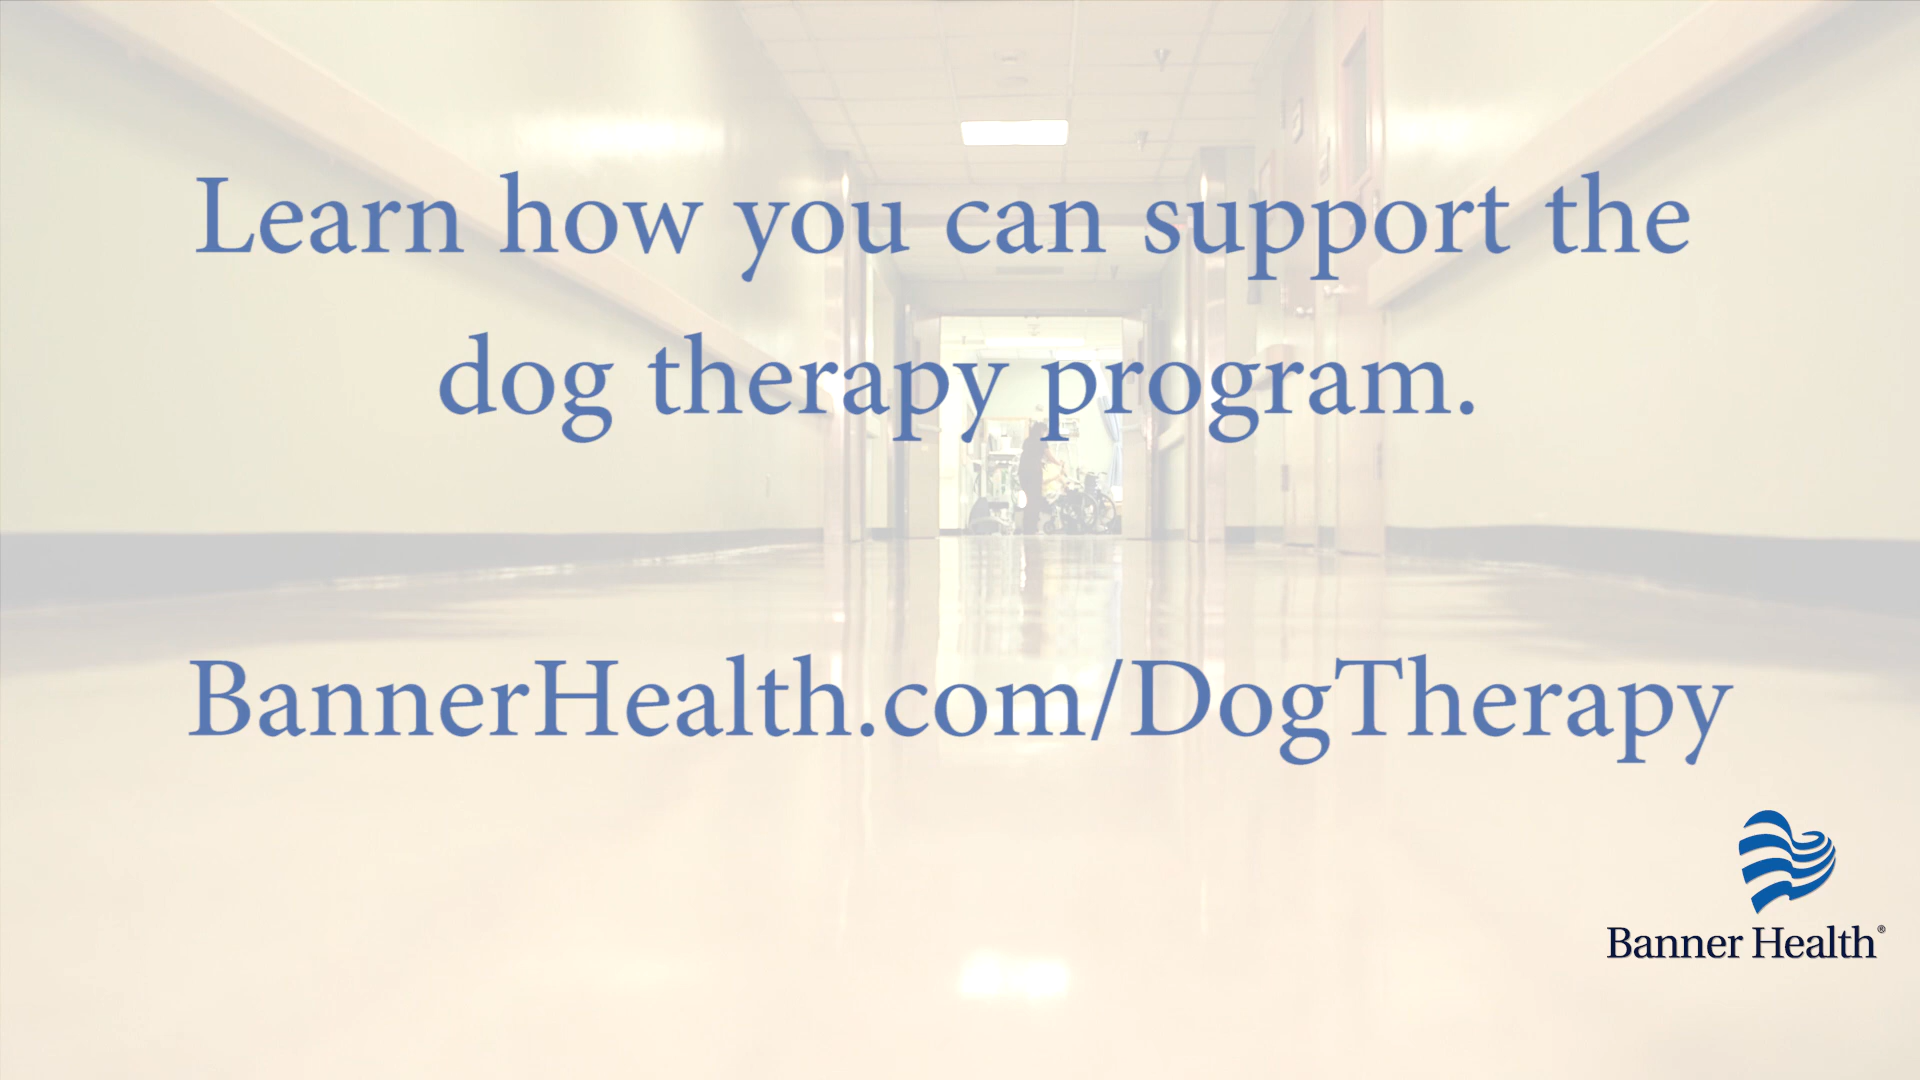 Learn how you can support the
dog therapy program.
BannerHealth.com/DogTherapy
Banner Health®